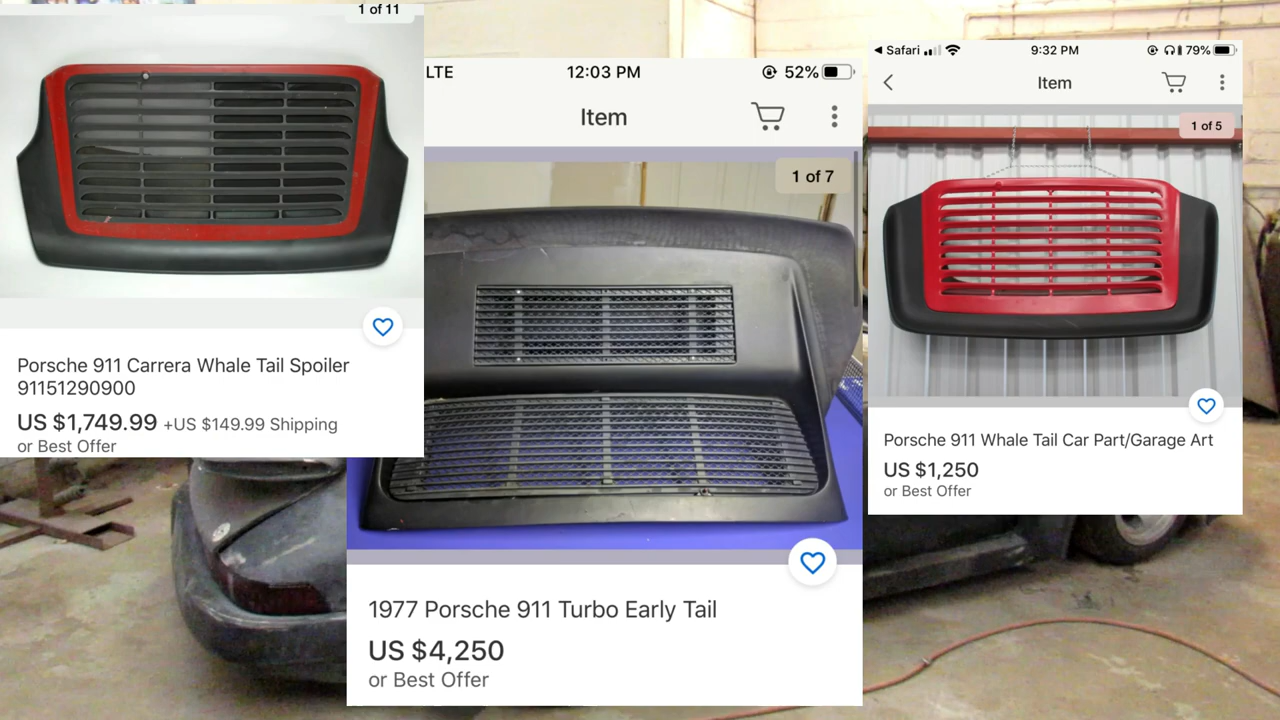 1 of 11
Porsche 911 Carrera Whale Tail Spoiler
91151290900
US $1,749.99 +US $149.99 Shipping
or Best Offer
LTE 12:03 PM 52%
Item
1 of 7
1977 Porsche 911 Turbo Early Tail
US $4,250
or Best Offer
Safari 9:32 PM 79%
Item
1 of 5
Porsche 911 Whale Tail Car Part/Garage Art
US $1,250
or Best Offer